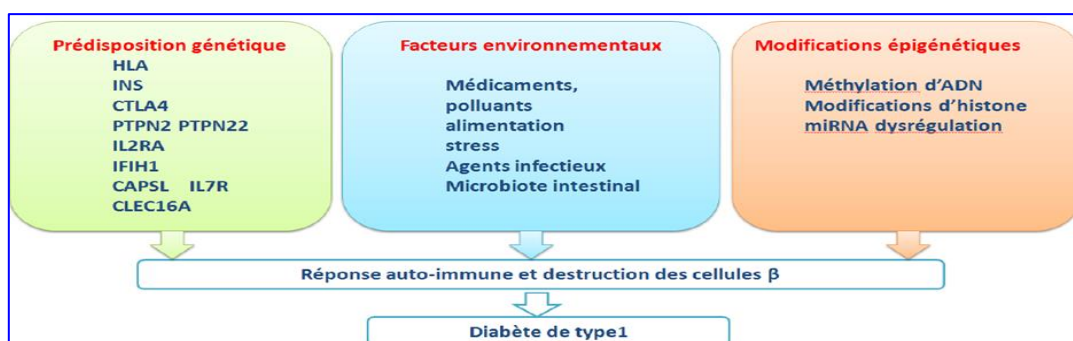 Prédisposition génétique
HLA
INS
CTLA4
PTPN2 PTPN22
IL2RA
IFIH1
CAPSL IL7R
CLEC16A
Facteurs environnementaux
Médicaments,
polluants
alimentation
stress
Agents infectieux
Microbiote intestinal
Modifications épigénétiques
Méthylation d'ADN
Modifications d'histone
miRNA dysrégulation
Réponse auto-immune et destruction des cellules β
Diabète de type1